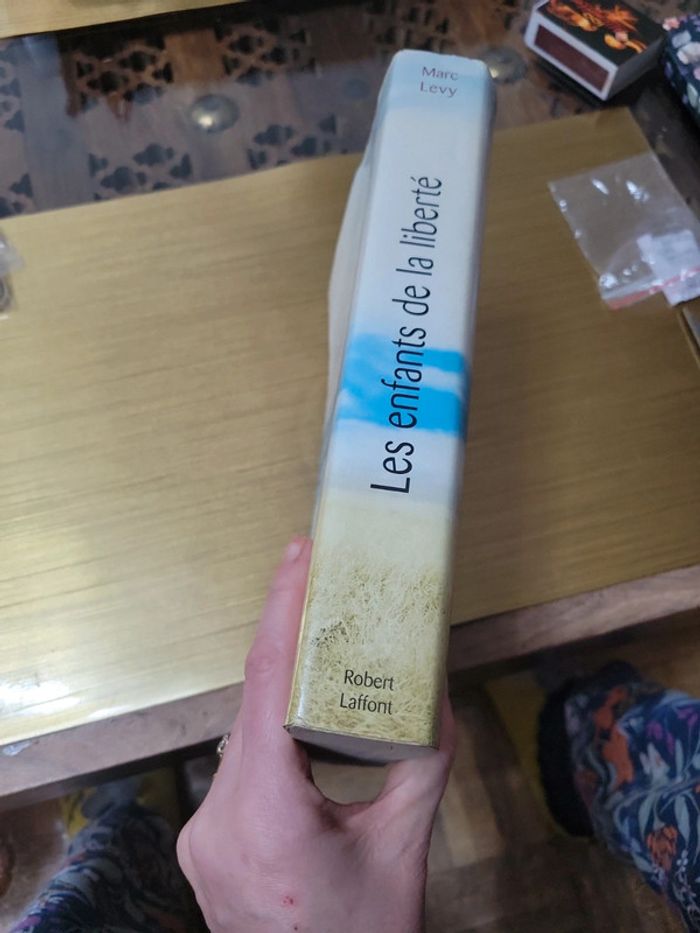 Marc
Levy
Les enfants de la liberté
Robert
Laffont